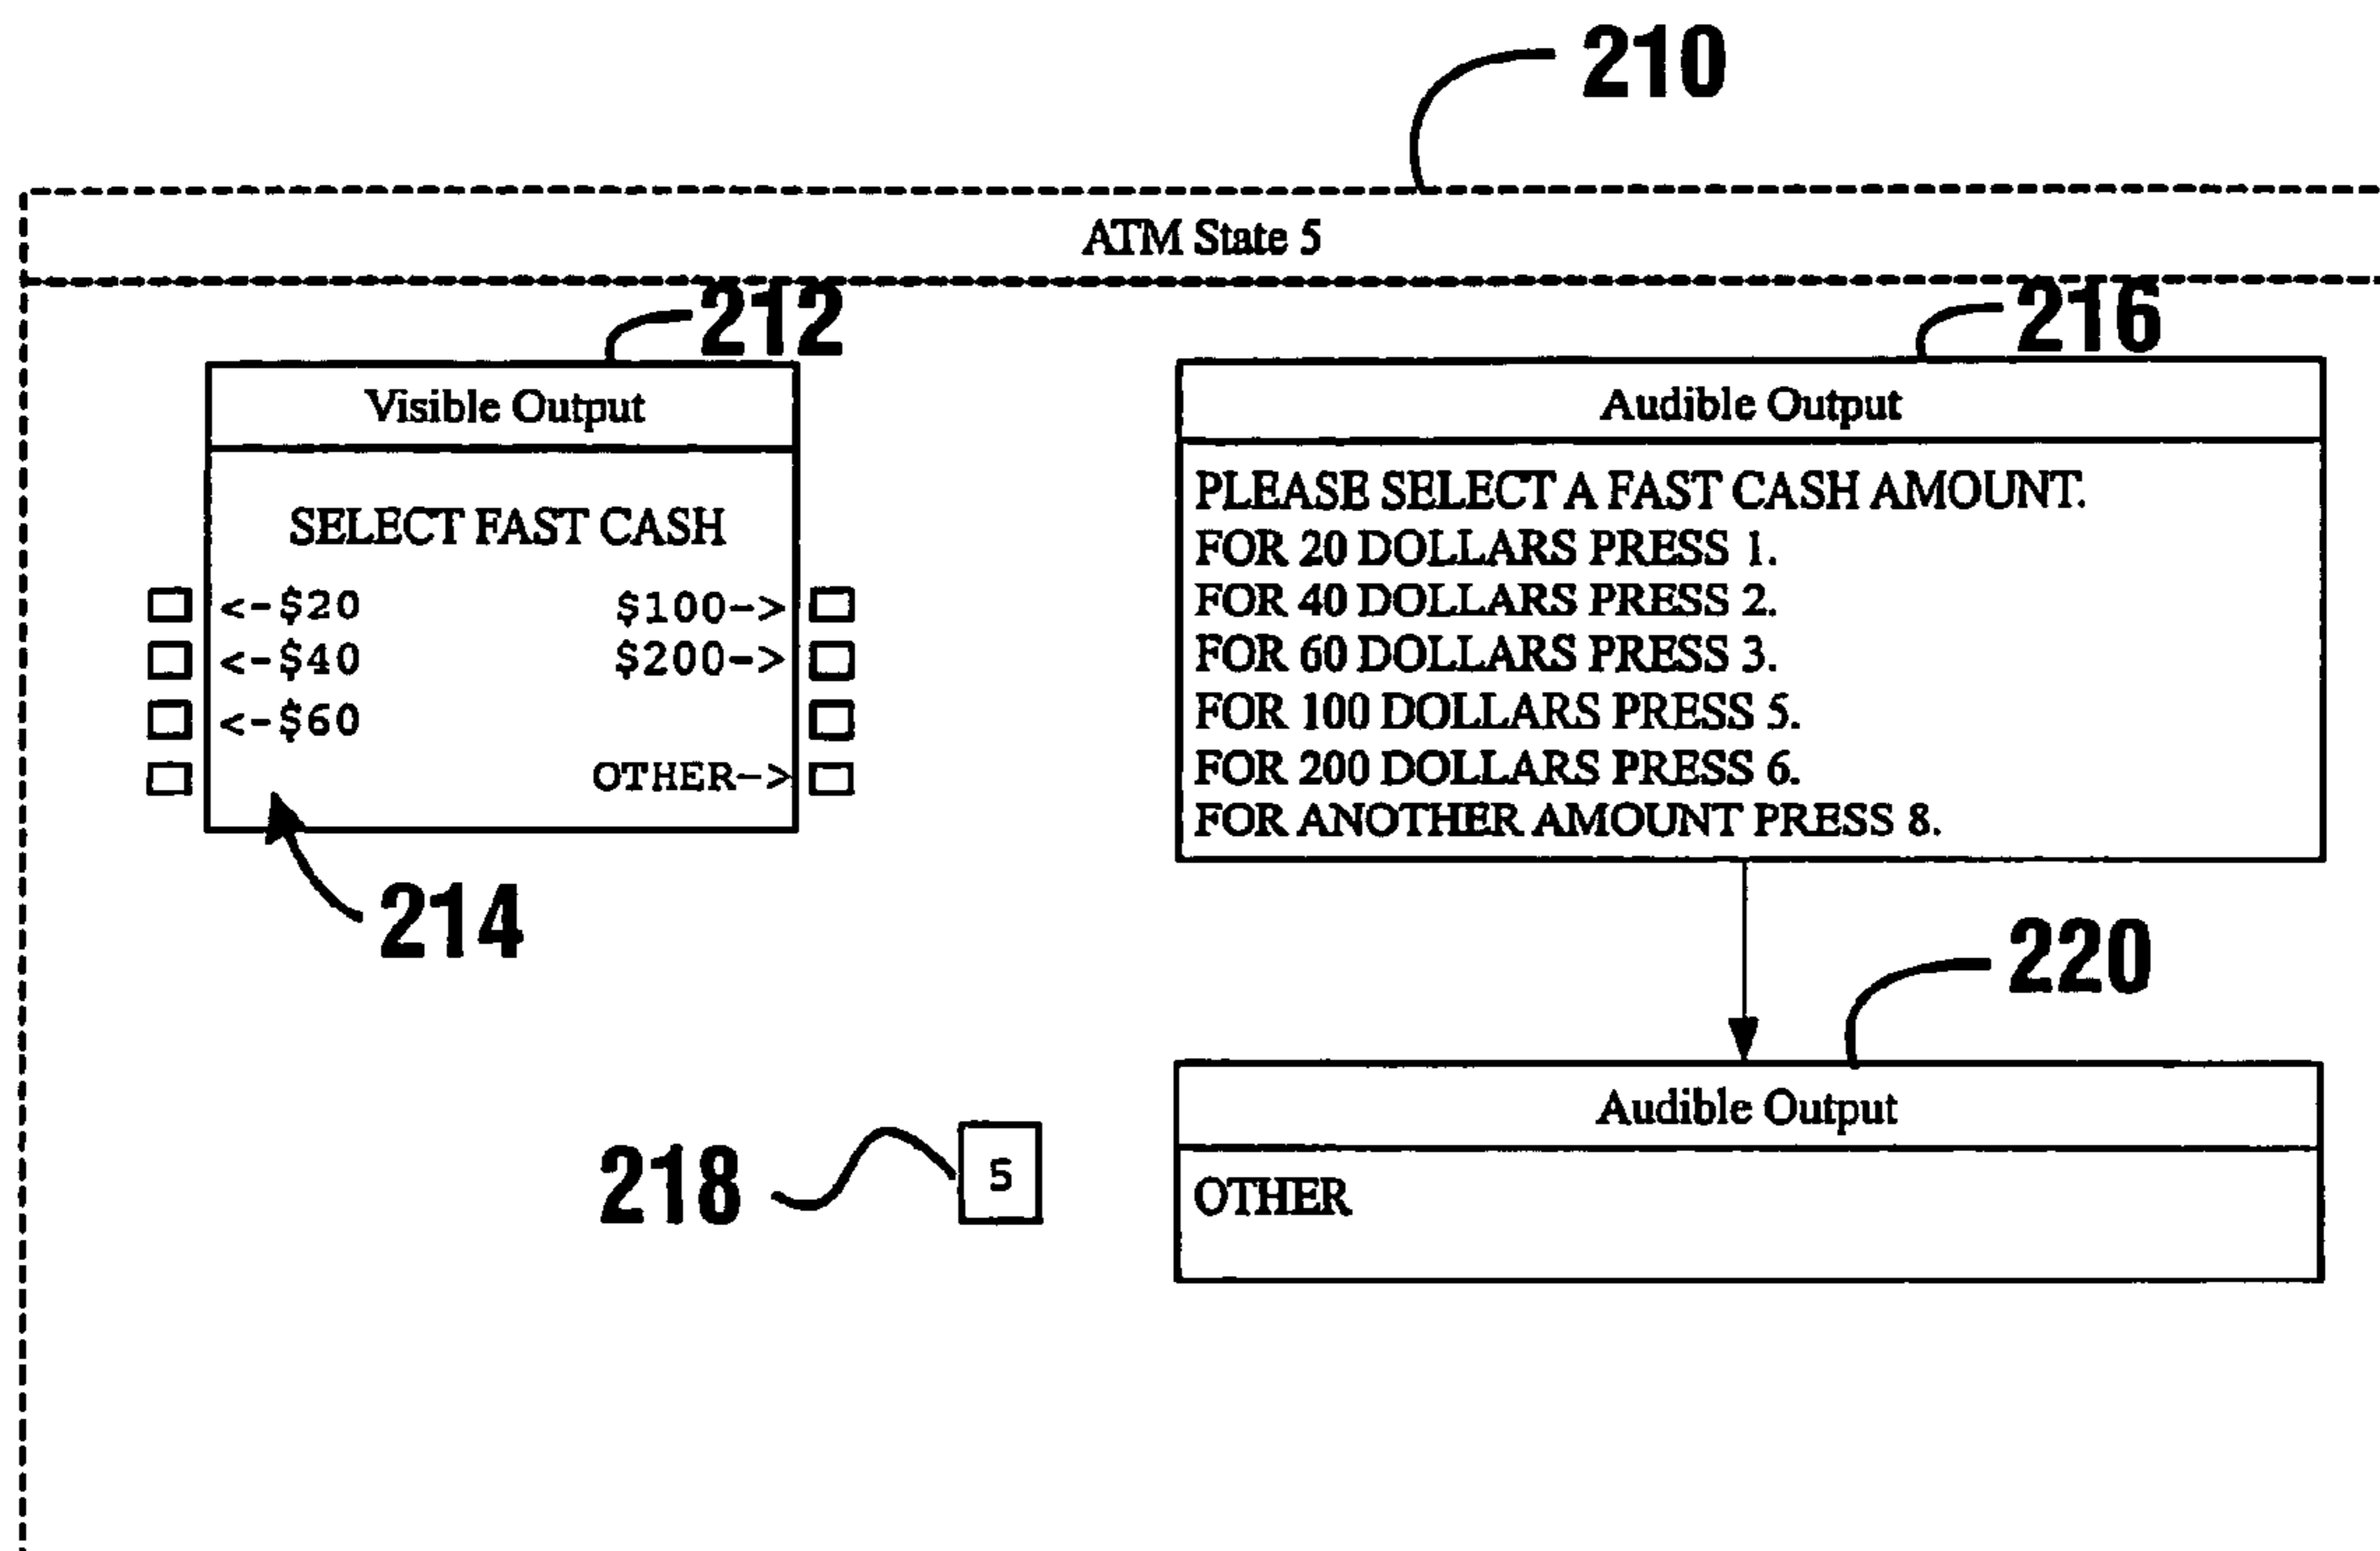 210
ATM State 5
212
216
Visible Output
SELECT FAST CASH
<-$20 $100->
<-$40 $200->
<-$60
OTHER->
214
Audible Output
PLEASE SELECT A FAST CASH AMOUNT.
FOR 20 DOLLARS PRESS 1.
FOR 40 DOLLARS PRESS 2.
FOR 60 DOLLARS PRESS 3.
FOR 100 DOLLARS PRESS 5.
FOR 200 DOLLARS PRESS 6.
FOR ANOTHER AMOUNT PRESS 8.
220
218
5
Audible Output
OTHER